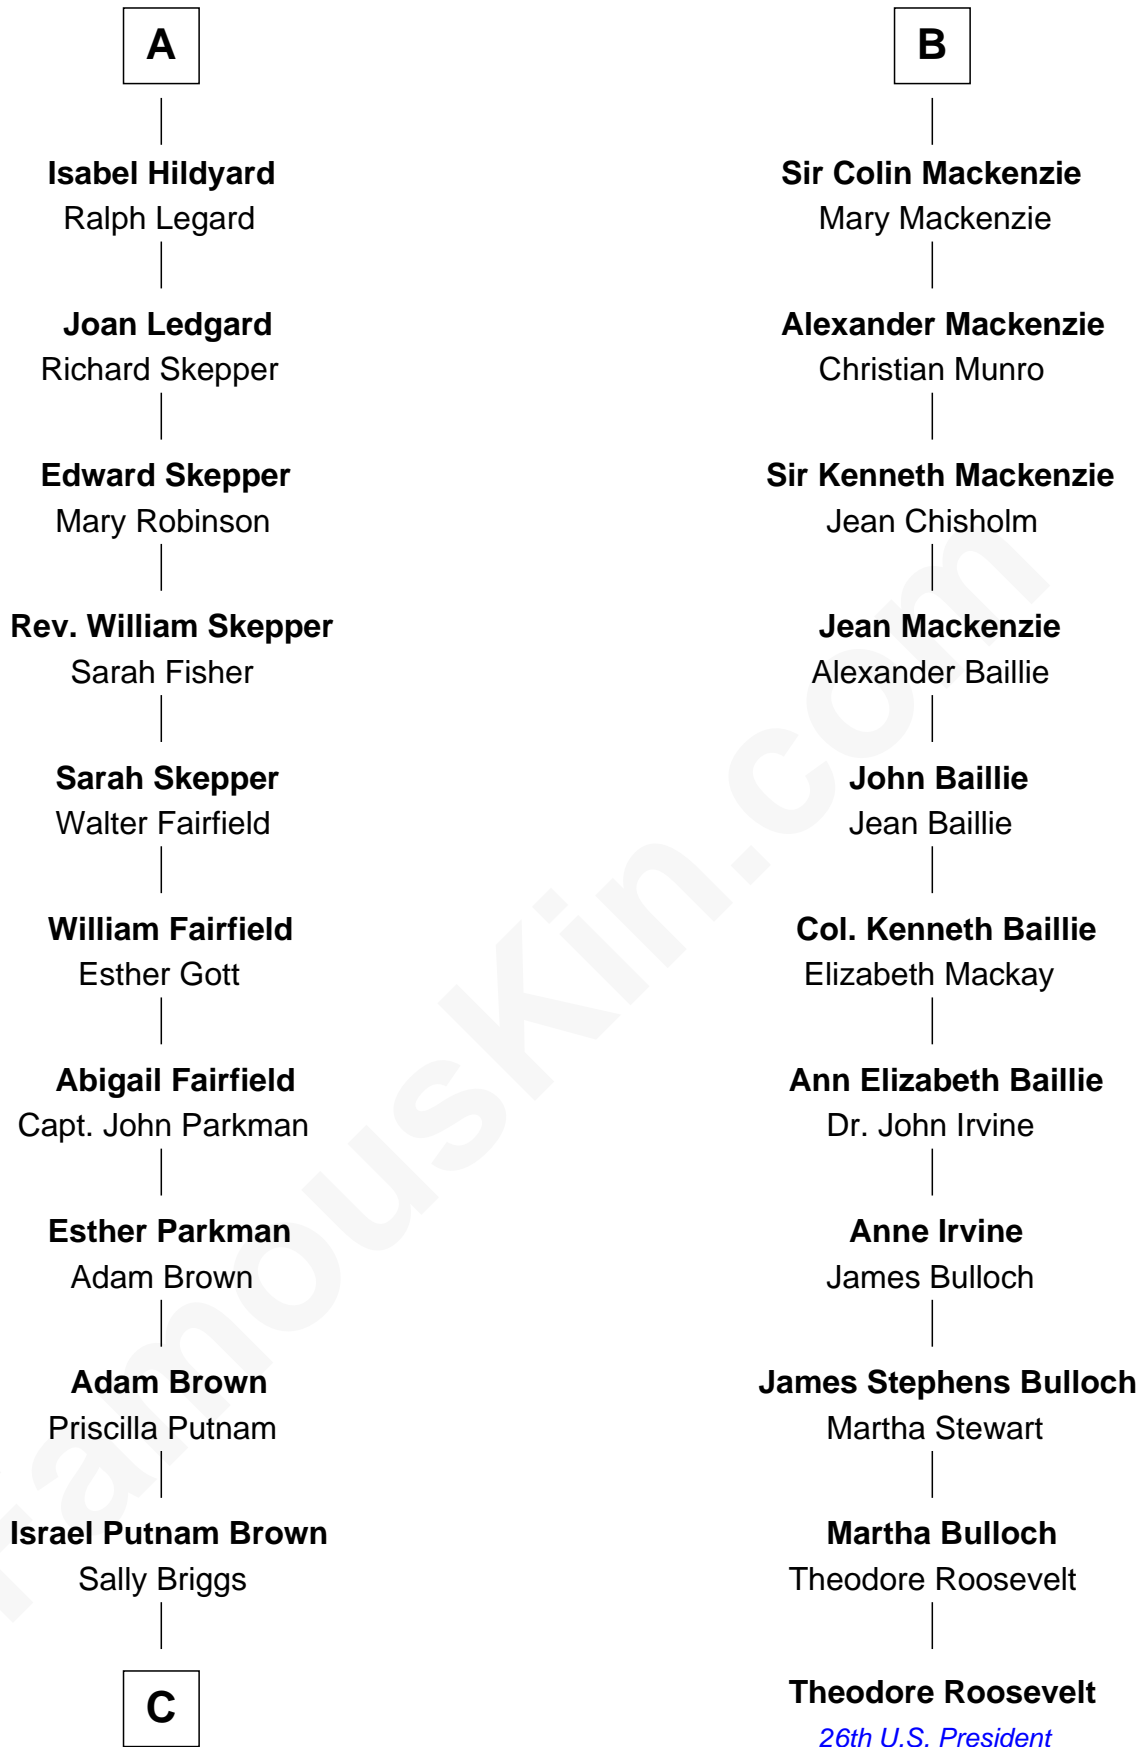 A
Isabel Hildyard
Ralph Legard
Joan Ledgard
Richard Skepper
Edward Skepper
Mary Robinson
Rev. William Skepper
Sarah Fisher
Sarah Skepper
Walter Fairfield
William Fairfield
Esther Gott
Abigail Fairfield
Capt. John Parkman
Esther Parkman
Adam Brown
Adam Brown
Priscilla Putnam
Israel Putnam Brown
Sally Briggs
C
B
Sir Colin Mackenzie
Mary Mackenzie
Alexander Mackenzie
Christian Munro
Sir Kenneth Mackenzie
Jean Chisholm
Jean Mackenzie
Alexander Baillie
John Baillie
Jean Baillie
Col. Kenneth Baillie
Elizabeth Mackay
Ann Elizabeth Baillie
Dr. John Irvine
Anne Irvine
James Bulloch
James Stephens Bulloch
Martha Stewart
Martha Bulloch
Theodore Roosevelt
Theodore Roosevelt
26th U.S. President
FamousKin.com